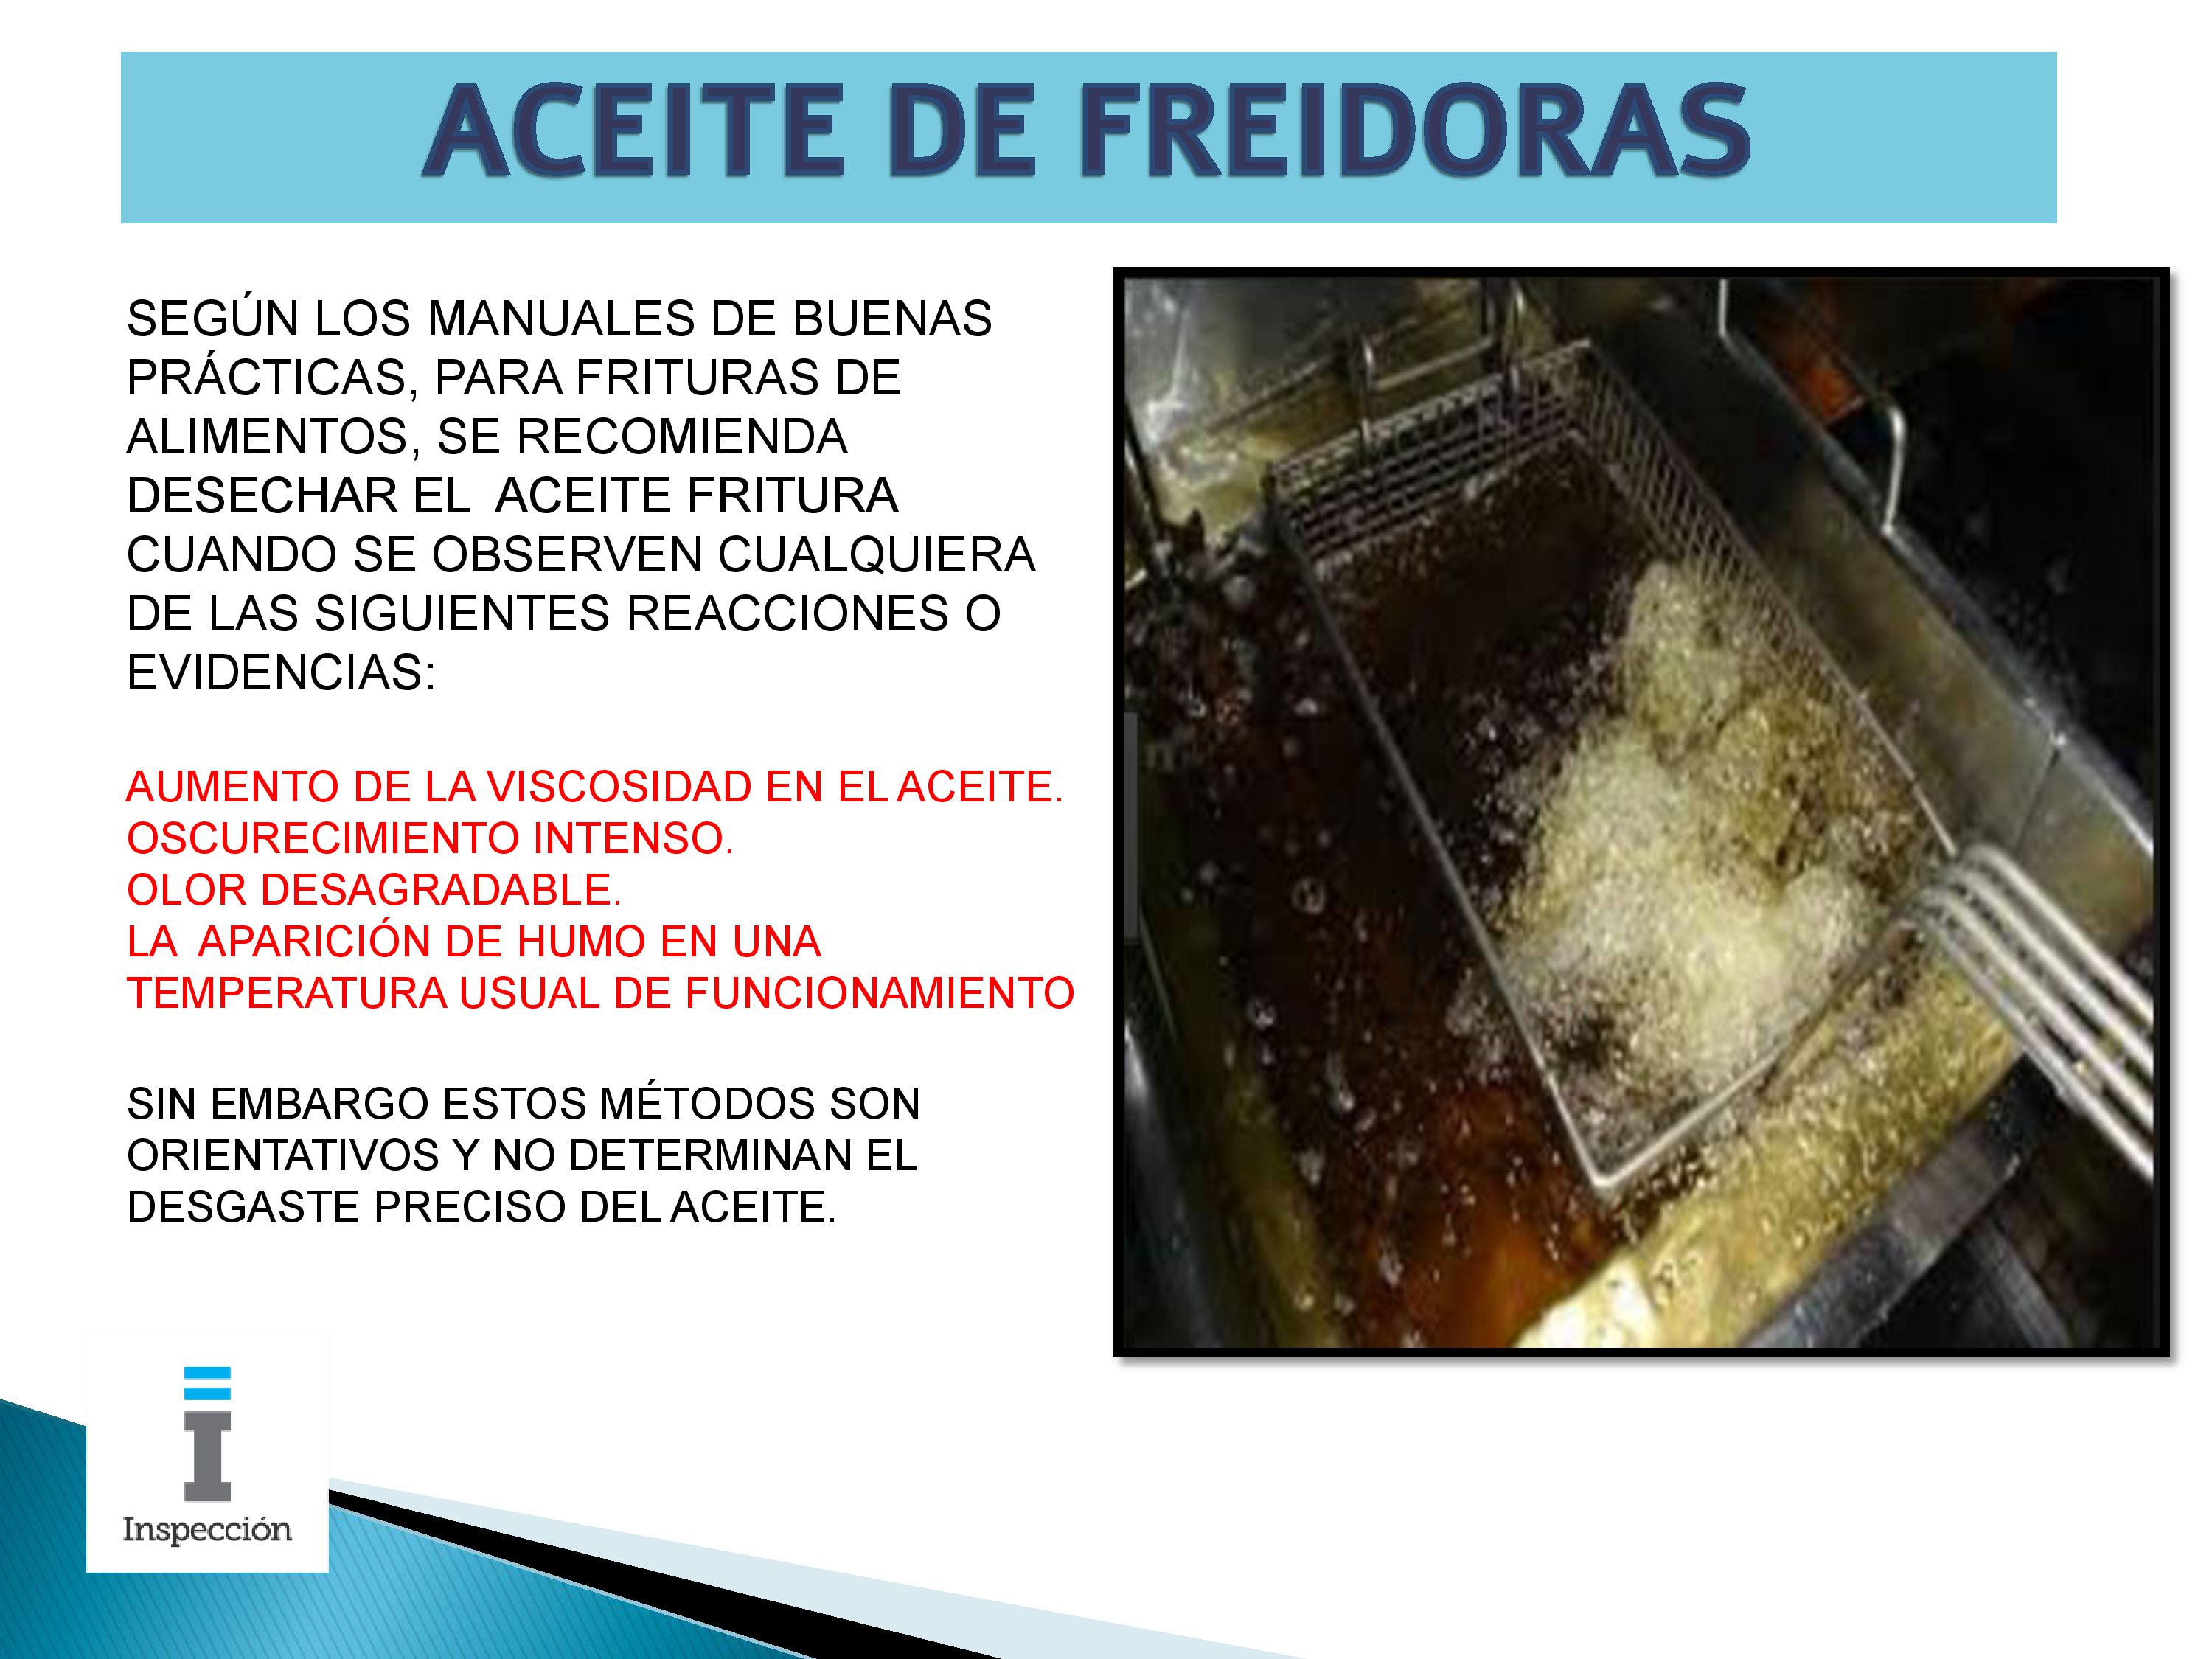 ACEITE DE FREIDORAS
SEGÚN LOS MANUALES DE BUENAS
PRÁCTICAS, PARA FRITURAS DE
ALIMENTOS, SE RECOMIENDA
DESECHAR EL  ACEITE FRITURA
CUANDO SE OBSERVEN CUALQUIERA
DE LAS SIGUIENTES REACCIONES O
EVIDENCIAS:
AUMENTO DE LA VISCOSIDAD EN EL ACEITE.
OSCURECIMIENTO INTENSO.
OLOR DESAGRADABLE.
LA  APARICIÓN DE HUMO EN UNA
TEMPERATURA USUAL DE FUNCIONAMIENTO
SIN EMBARGO ESTOS MÉTODOS SON
ORIENTATIVOS Y NO DETERMINAN EL
DESGASTE PRECISO DEL ACEITE.
Inspección